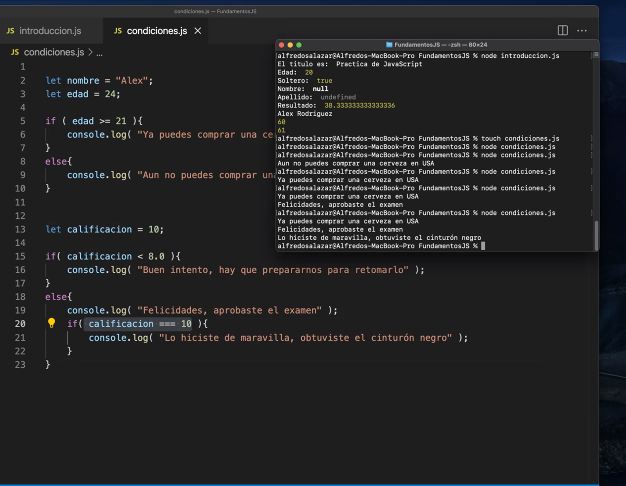 condiciones.js — FundamentosJS
JS introduccion.js
JS condiciones.js ×
JS condiciones.js > ...
1
2 let nombre = "Alex";
3 let edad = 24;
4
5 if ( edad >= 21 ){
6 console.log( "Ya puedes comprar una ce
7 }
8 else{
9 console.log( "Aun no puedes comprar un
10 }
11
12
13 let calificacion = 10;
14
15 if( calificacion < 8.0 ){
16 console.log( "Buen intento, hay que prepararnos para retomarlo" );
17 }
18 else{
19 console.log( "Felicidades, aprobaste el examen" );
20 if( calificacion === 10 ){
21 console.log( "Lo hiciste de maravilla, obtuviste el cinturón negro" );
22 }
23 }
FundamentosJS — -zsh — 80×24
alfredosalazar@Alfredos-MacBook-Pro FundamentosJS % node introduccion.js
El titulo es: Practica de JavaScript
Edad: 20
Soltero: true
Nombre: null
Apellido: undefined
Resultado: 38.333333333333336
Alex Rodriguez
60
61
alfredosalazar@Alfredos-MacBook-Pro FundamentosJS % touch condiciones.js
alfredosalazar@Alfredos-MacBook-Pro FundamentosJS % node condiciones.js
alfredosalazar@Alfredos-MacBook-Pro FundamentosJS % node condiciones.js
Aun no puedes comprar una cerveza en USA
alfredosalazar@Alfredos-MacBook-Pro FundamentosJS % node condiciones.js
Ya puedes comprar una cerveza en USA
alfredosalazar@Alfredos-MacBook-Pro FundamentosJS % node condiciones.js
Ya puedes comprar una cerveza en USA
Felicidades, aprobaste el examen
alfredosalazar@Alfredos-MacBook-Pro FundamentosJS % node condiciones.js
Ya puedes comprar una cerveza en USA
Felicidades, aprobaste el examen
Lo hiciste de maravilla, obtuviste el cinturón negro
alfredosalazar@Alfredos-MacBook-Pro FundamentosJS %